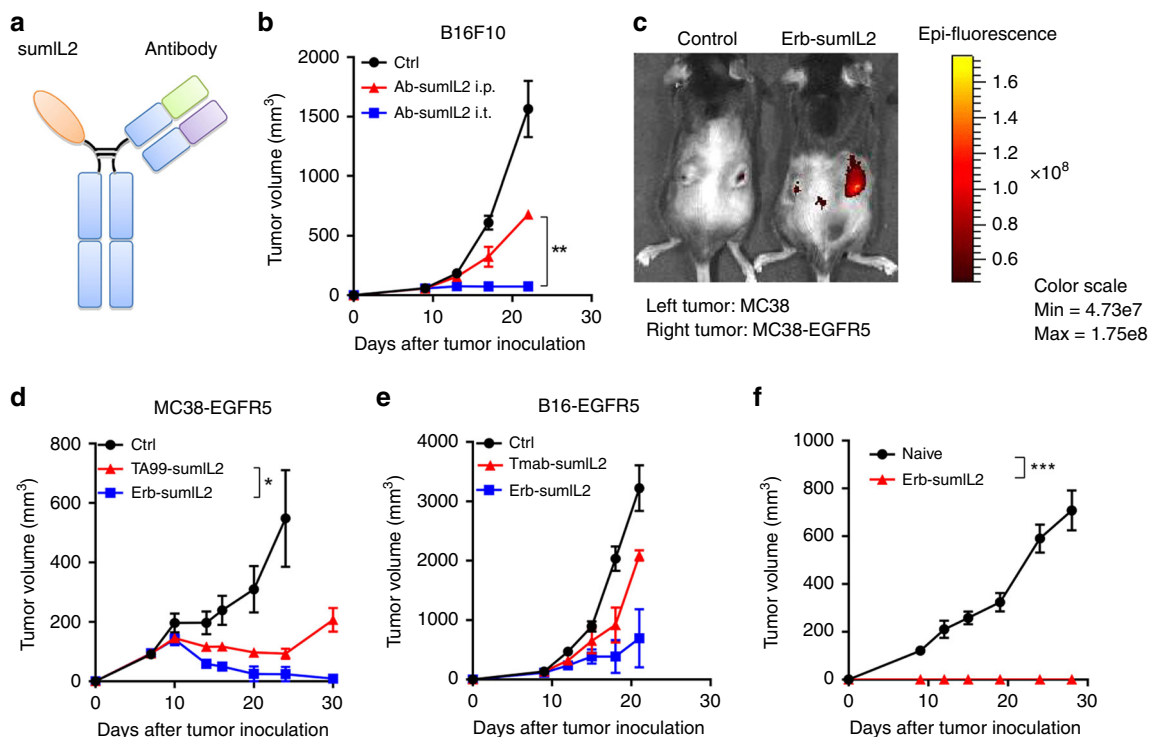 a
sumIL2
Antibody
b
B16F10
Tumor volume (mm³)
2000
1500
1000
500
0
Ctrl
Ab-sumIL2 i.p.
Ab-sumIL2 i.t.
**
0 10 20 30
Days after tumor inoculation
c
Control
Erb-sumIL2
Left tumor: MC38
Right tumor: MC38-EGFR5
Epi-fluorescence
1.6
1.4
1.2
1.0
0.8
0.6
×10⁸
Color scale
Min = 4.73e7
Max = 1.75e8
d
MC38-EGFR5
Tumor volume (mm³)
800
600
400
200
0
Ctrl
TA99-sumIL2
Erb-sumIL2
*
0 10 20 30
Days after tumor inoculation
e
B16-EGFR5
Tumor volume (mm³)
4000
3000
2000
1000
0
Ctrl
Tmab-sumIL2
Erb-sumIL2
0 10 20 30
Days after tumor inoculation
f
Tumor volume (mm³)
1000
800
600
400
200
0
Naive
Erb-sumIL2
***
0 10 20 30
Days after tumor inoculation